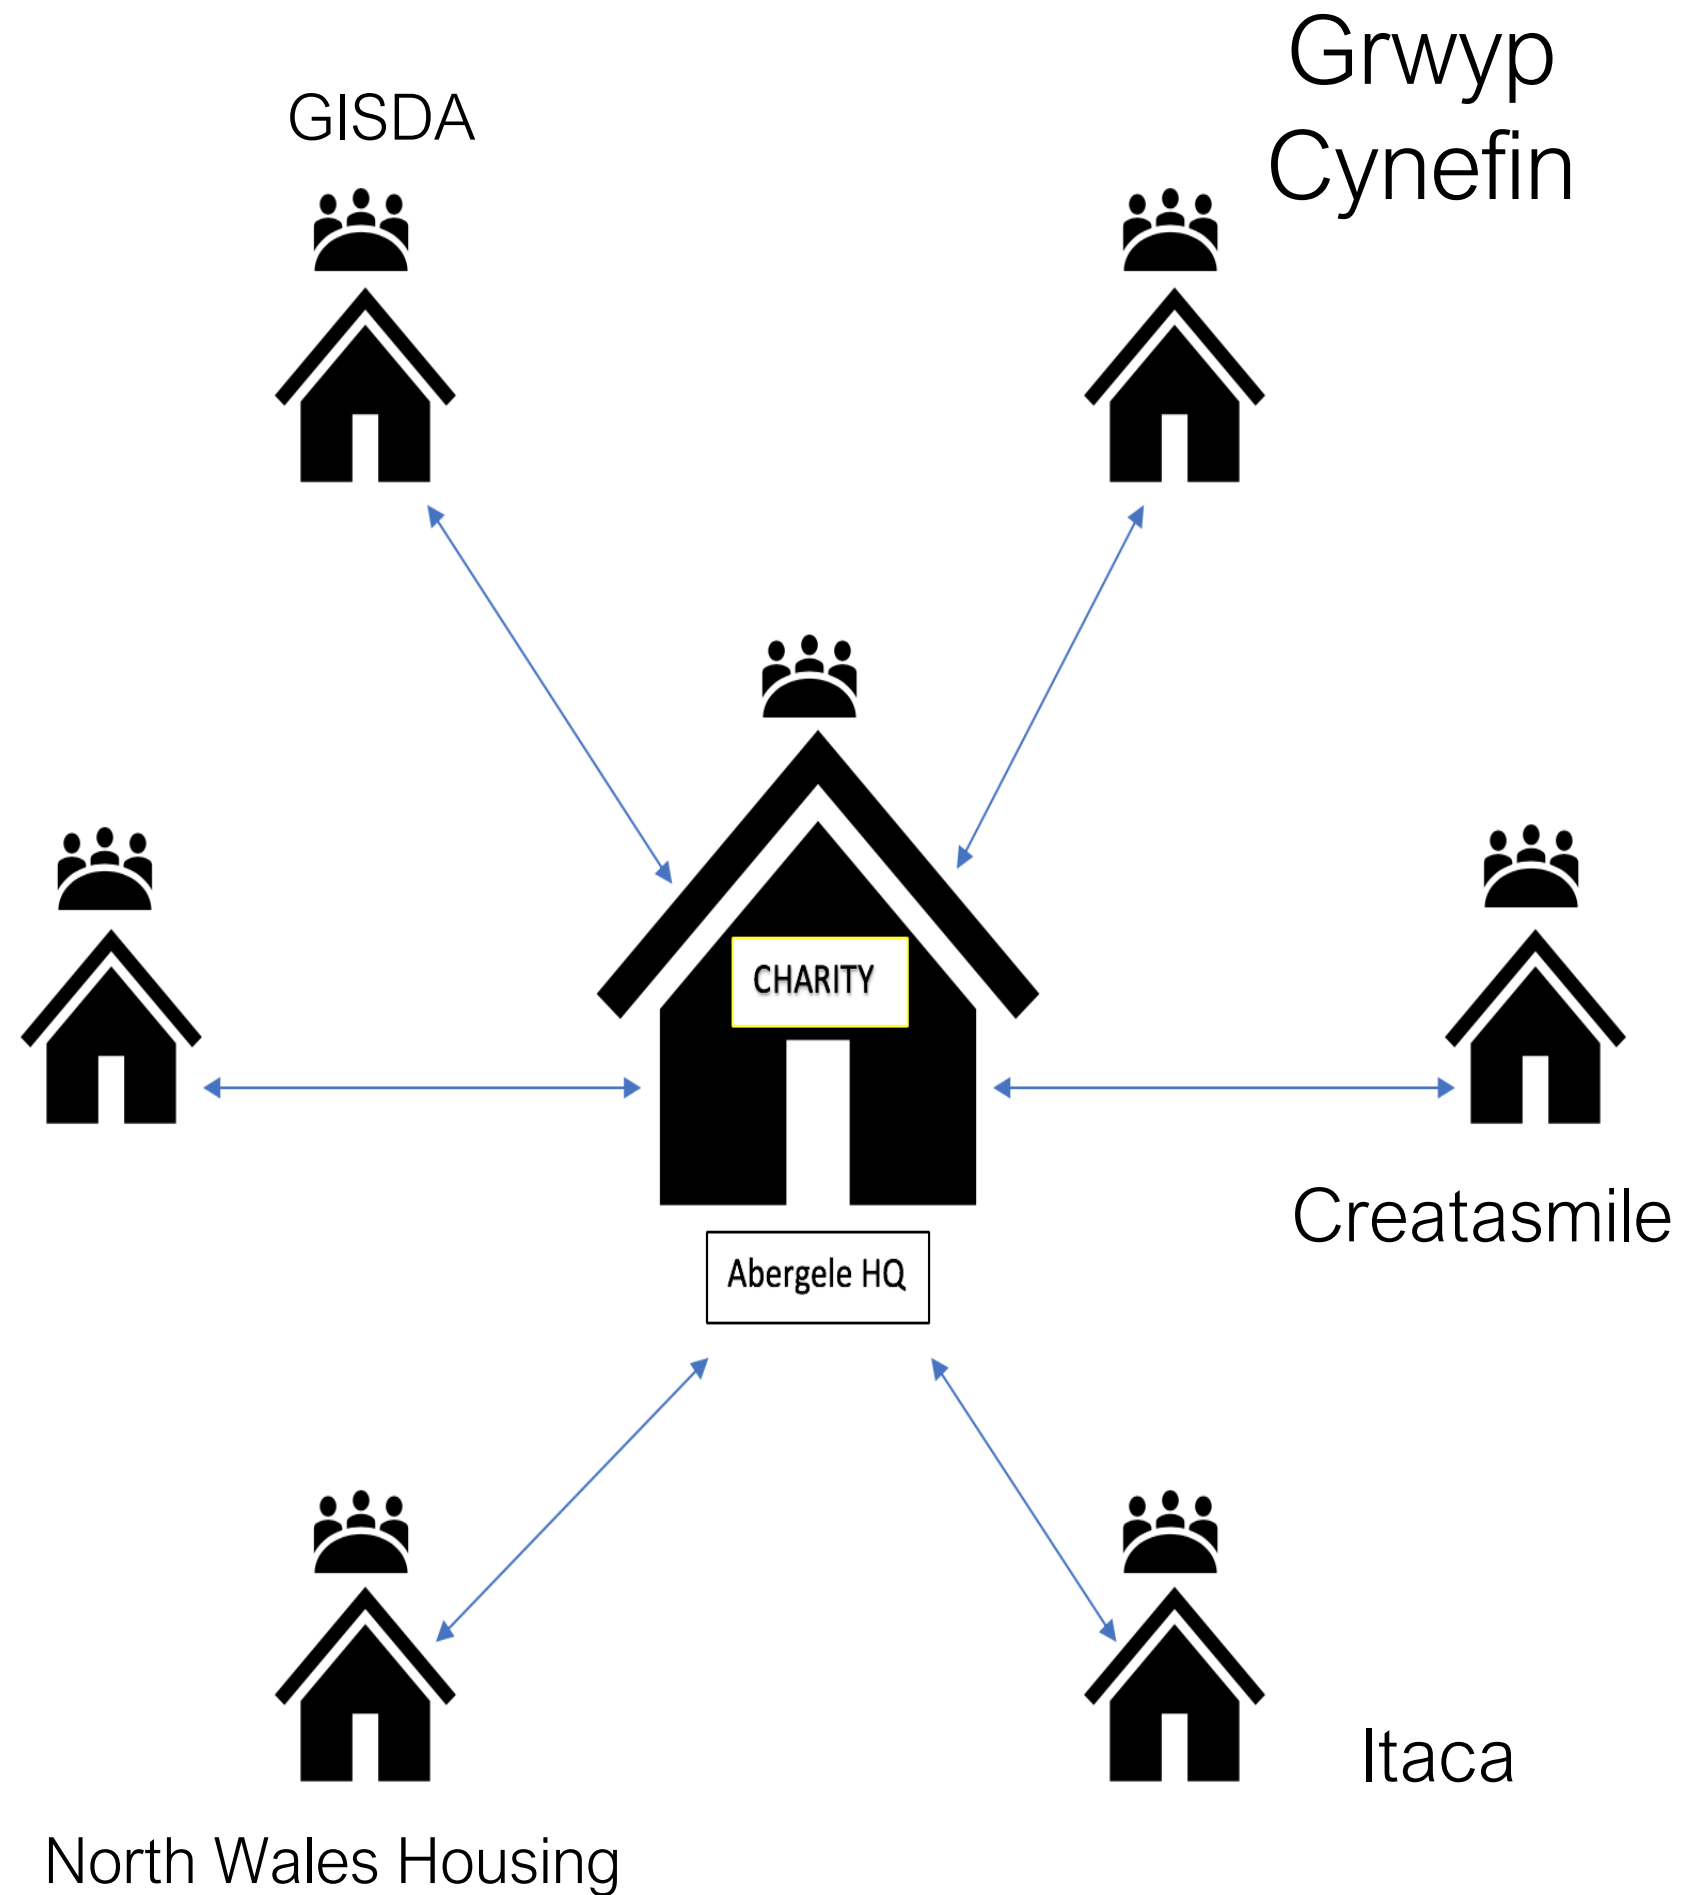 Grwyp
Cynefin
GISDA
CHARITY
Creatasmile
Abergele HQ
Itaca
North Wales Housing